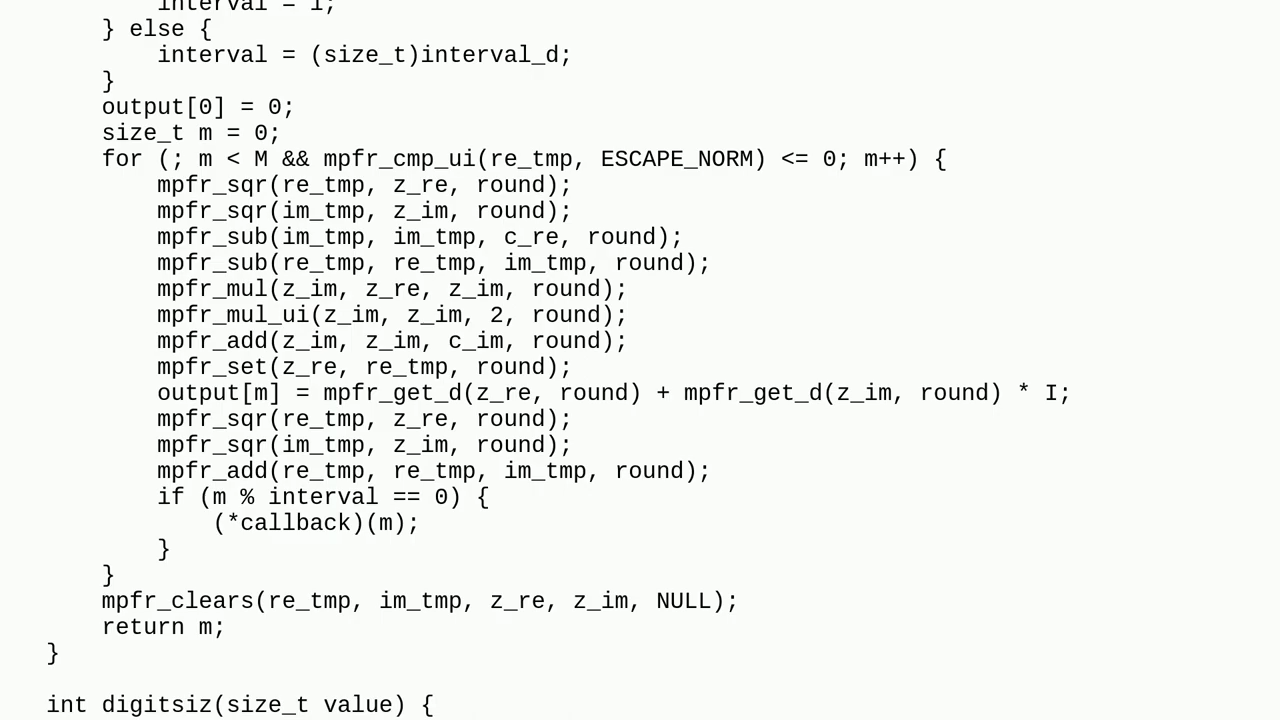 interval = 1;
} else {
interval = (size_t)interval_d;
}
output[0] = 0;
size_t m = 0;
for (; m < M && mpfr_cmp_ui(re_tmp, ESCAPE_NORM) <= 0; m++) {
mpfr_sqr(re_tmp, z_re, round);
mpfr_sqr(im_tmp, z_im, round);
mpfr_sub(im_tmp, im_tmp, c_re, round);
mpfr_sub(re_tmp, re_tmp, im_tmp, round);
mpfr_mul(z_im, z_re, z_im, round);
mpfr_mul_ui(z_im, z_im, 2, round);
mpfr_add(z_im, z_im, c_im, round);
mpfr_set(z_re, re_tmp, round);
output[m] = mpfr_get_d(z_re, round) + mpfr_get_d(z_im, round) * I;
mpfr_sqr(re_tmp, z_re, round);
mpfr_sqr(im_tmp, z_im, round);
mpfr_add(re_tmp, re_tmp, im_tmp, round);
if (m % interval == 0) {
(*callback)(m);
}
}
mpfr_clears(re_tmp, im_tmp, z_re, z_im, NULL);
return m;
}
int digitsiz(size_t value) {